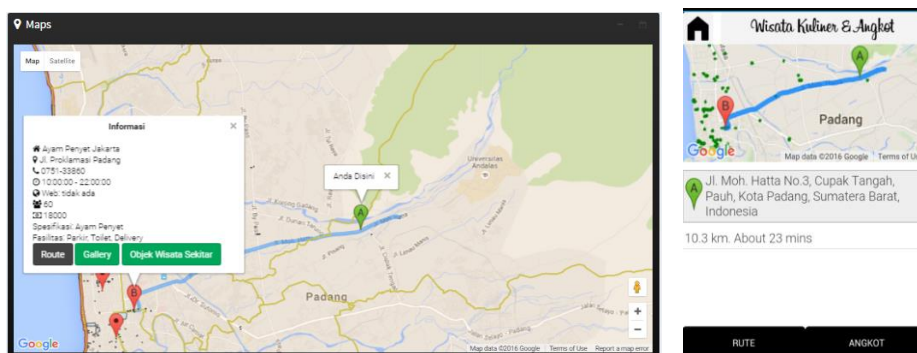 Maps
Map Satellite
Informasi
Ayam Penyet Jakarta
Jl. Proklamasi Padang
0751-33860
10:00:00 - 22:00:00
Web: tidak ada
60
18000
Spesifikasi: Ayam Penyet
Fasilitas: Parkir, Toilet, Delivery
Route Gallery Objek Wisata Sekitar
Anda Disini
A
B
Universitas
Andalas
Padang
Google
Map data ©2016 Google Terms of Use Report a map error
Wisata Kuliner & Angkot
A
B
Padang
Google
Map data ©2016 Google Terms of Us
A
Jl. Moh. Hatta No.3, Cupak Tangah,
Pauh, Kota Padang, Sumatera Barat,
Indonesia
10.3 km. About 23 mins
RUTE ANGKOT